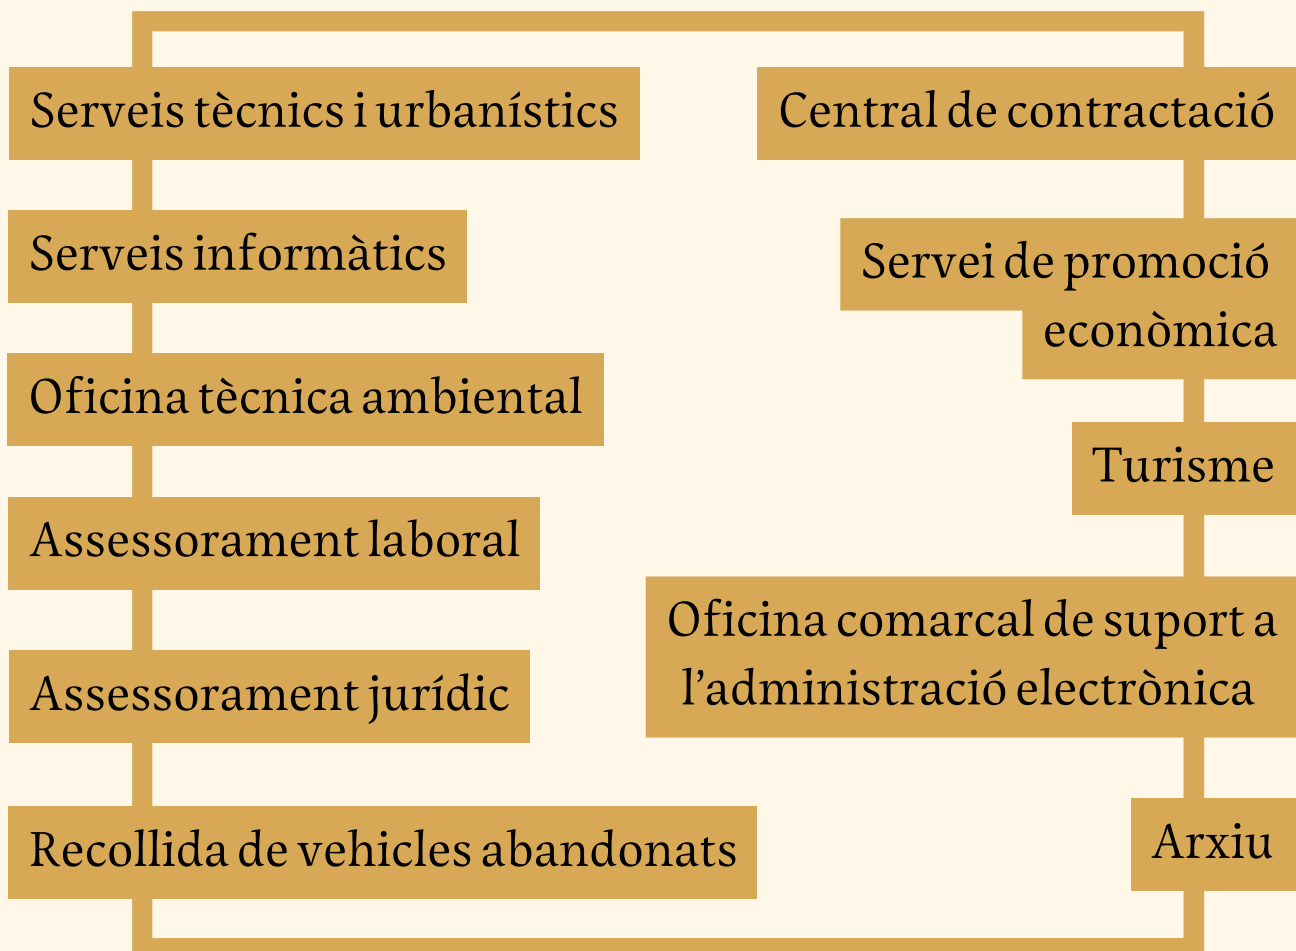 Serveis tècnics i urbanístics
Serveis informàtics
Oficina tècnica ambiental
Assessorament laboral
Assessorament jurídic
Recollida de vehicles abandonats
Central de contractació
Servei de promoció
econòmica
Turisme
Oficina comarcal de suport a
l’administració electrònica
Arxiu